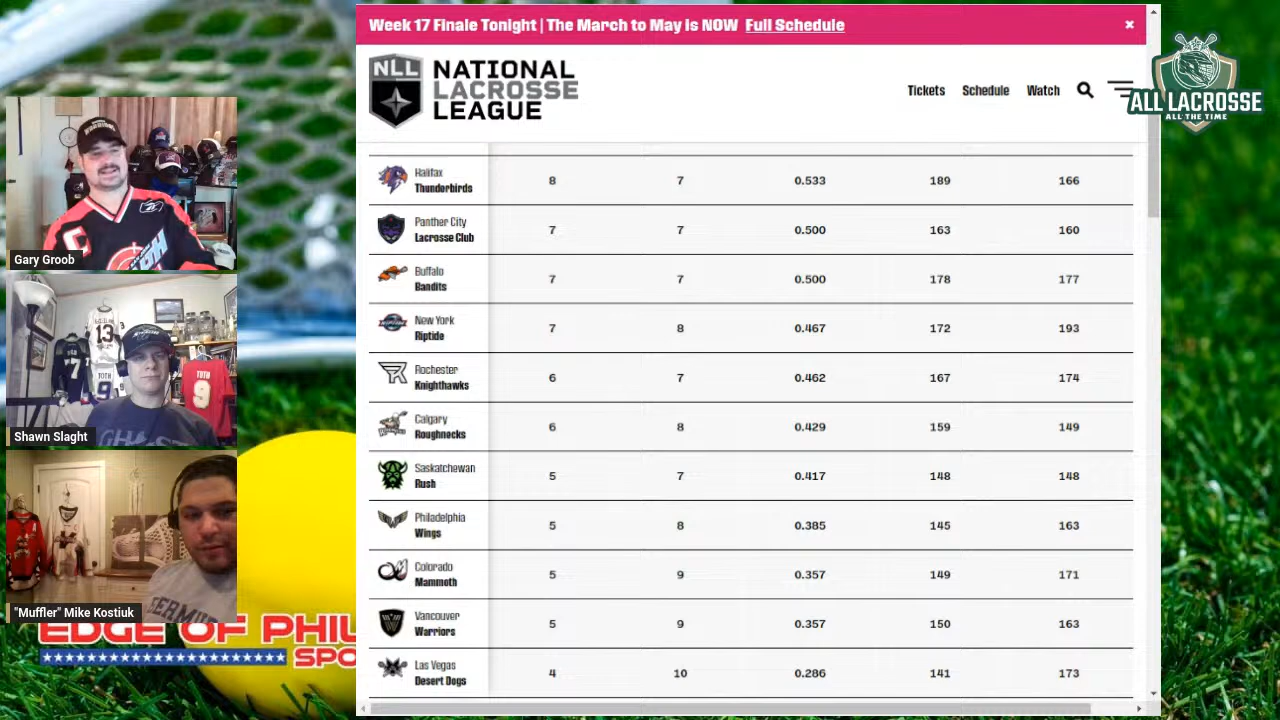 Week 17 Finale Tonight | The March to May is NOW Full Schedule ×
NLL NATIONAL
LACROSSE
LEAGUE
Tickets Schedule Watch
ALL LACROSSE
ALL THE TIME
Halifax
Thunderbirds 8 7 0.533 189 166
Panther City
Lacrosse Club 7 7 0.500 163 160
Buffalo
Bandits 7 7 0.500 178 177
New York
Riptide 7 8 0.467 172 193
Rochester
Knighthawks 6 7 0.462 167 174
Calgary
Roughnecks 6 8 0.429 159 149
Saskatchewan
Rush 5 7 0.417 148 148
Philadelphia
Wings 5 8 0.385 145 163
Colorado
Mammoth 5 9 0.357 149 171
Vancouver
Warriors 5 9 0.357 150 163
Las Vegas
Desert Dogs 4 10 0.286 141 173
Gary Groob
13
7
9
TOTH
9
Shawn Slaght
"Muffler" Mike Kostiuk
EDGE OF PHIL
SPO